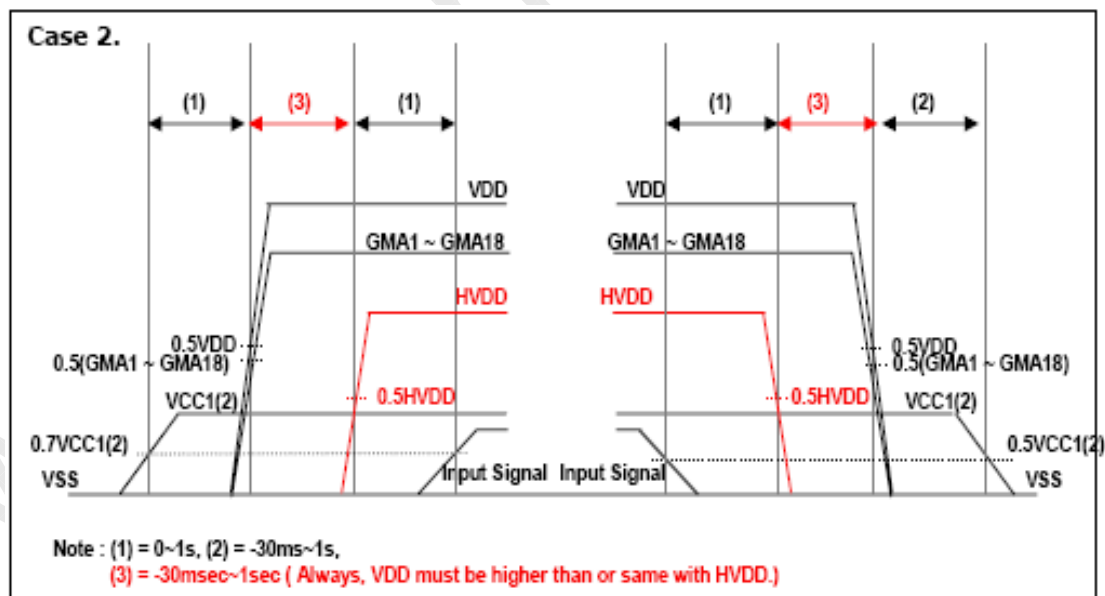 Case 2.
(1) (3) (1) (1) (3) (2)
VDD VDD
GMA1 ~ GMA18 GMA1 ~ GMA18
HVDD HVDD
0.5VDD 0.5VDD
0.5(GMA1 ~ GMA18) 0.5(GMA1 ~ GMA18)
VCC1(2) 0.5HVDD 0.5HVDD VCC1(2)
0.7VCC1(2) 0.5VCC1(2)
VSS Input Signal Input Signal VSS
Note : (1) = 0~1s, (2) = -30ms~1s,
(3) = -30msec~1sec ( Always, VDD must be higher than or same with HVDD.)